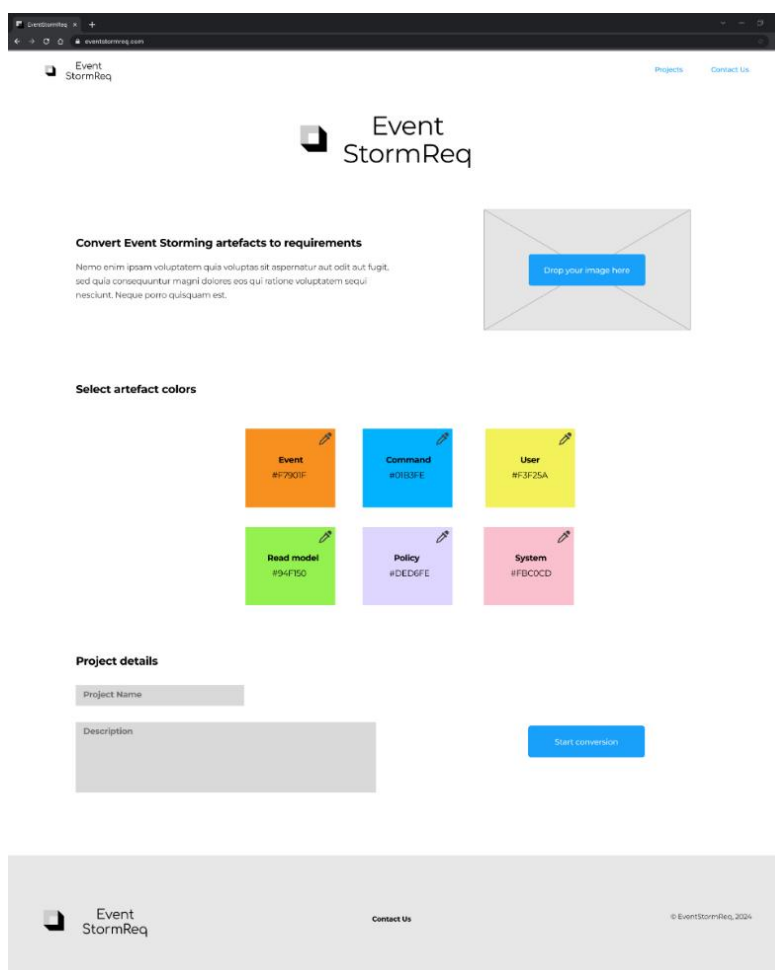 EventStormReq
eventstormreq.com
Event
StormReq
Projects
Contact Us
Event
StormReq
Convert Event Storming artefacts to requirements
Nemo enim ipsam voluptatem quia voluptas sit aspernatur aut odit aut fugit,
sed quia consequuntur magni dolores eos qui ratione voluptatem sequi
nesciunt. Neque porro quisquam est.
Drop your image here
Select artefact colors
Event
#F7901F
Command
#01B3FE
User
#F3F25A
Read model
#94F150
Policy
#DED6FE
System
#FBC0CD
Project details
Project Name
Description
Start conversion
Event
StormReq
Contact Us
© EventStormReq, 2024